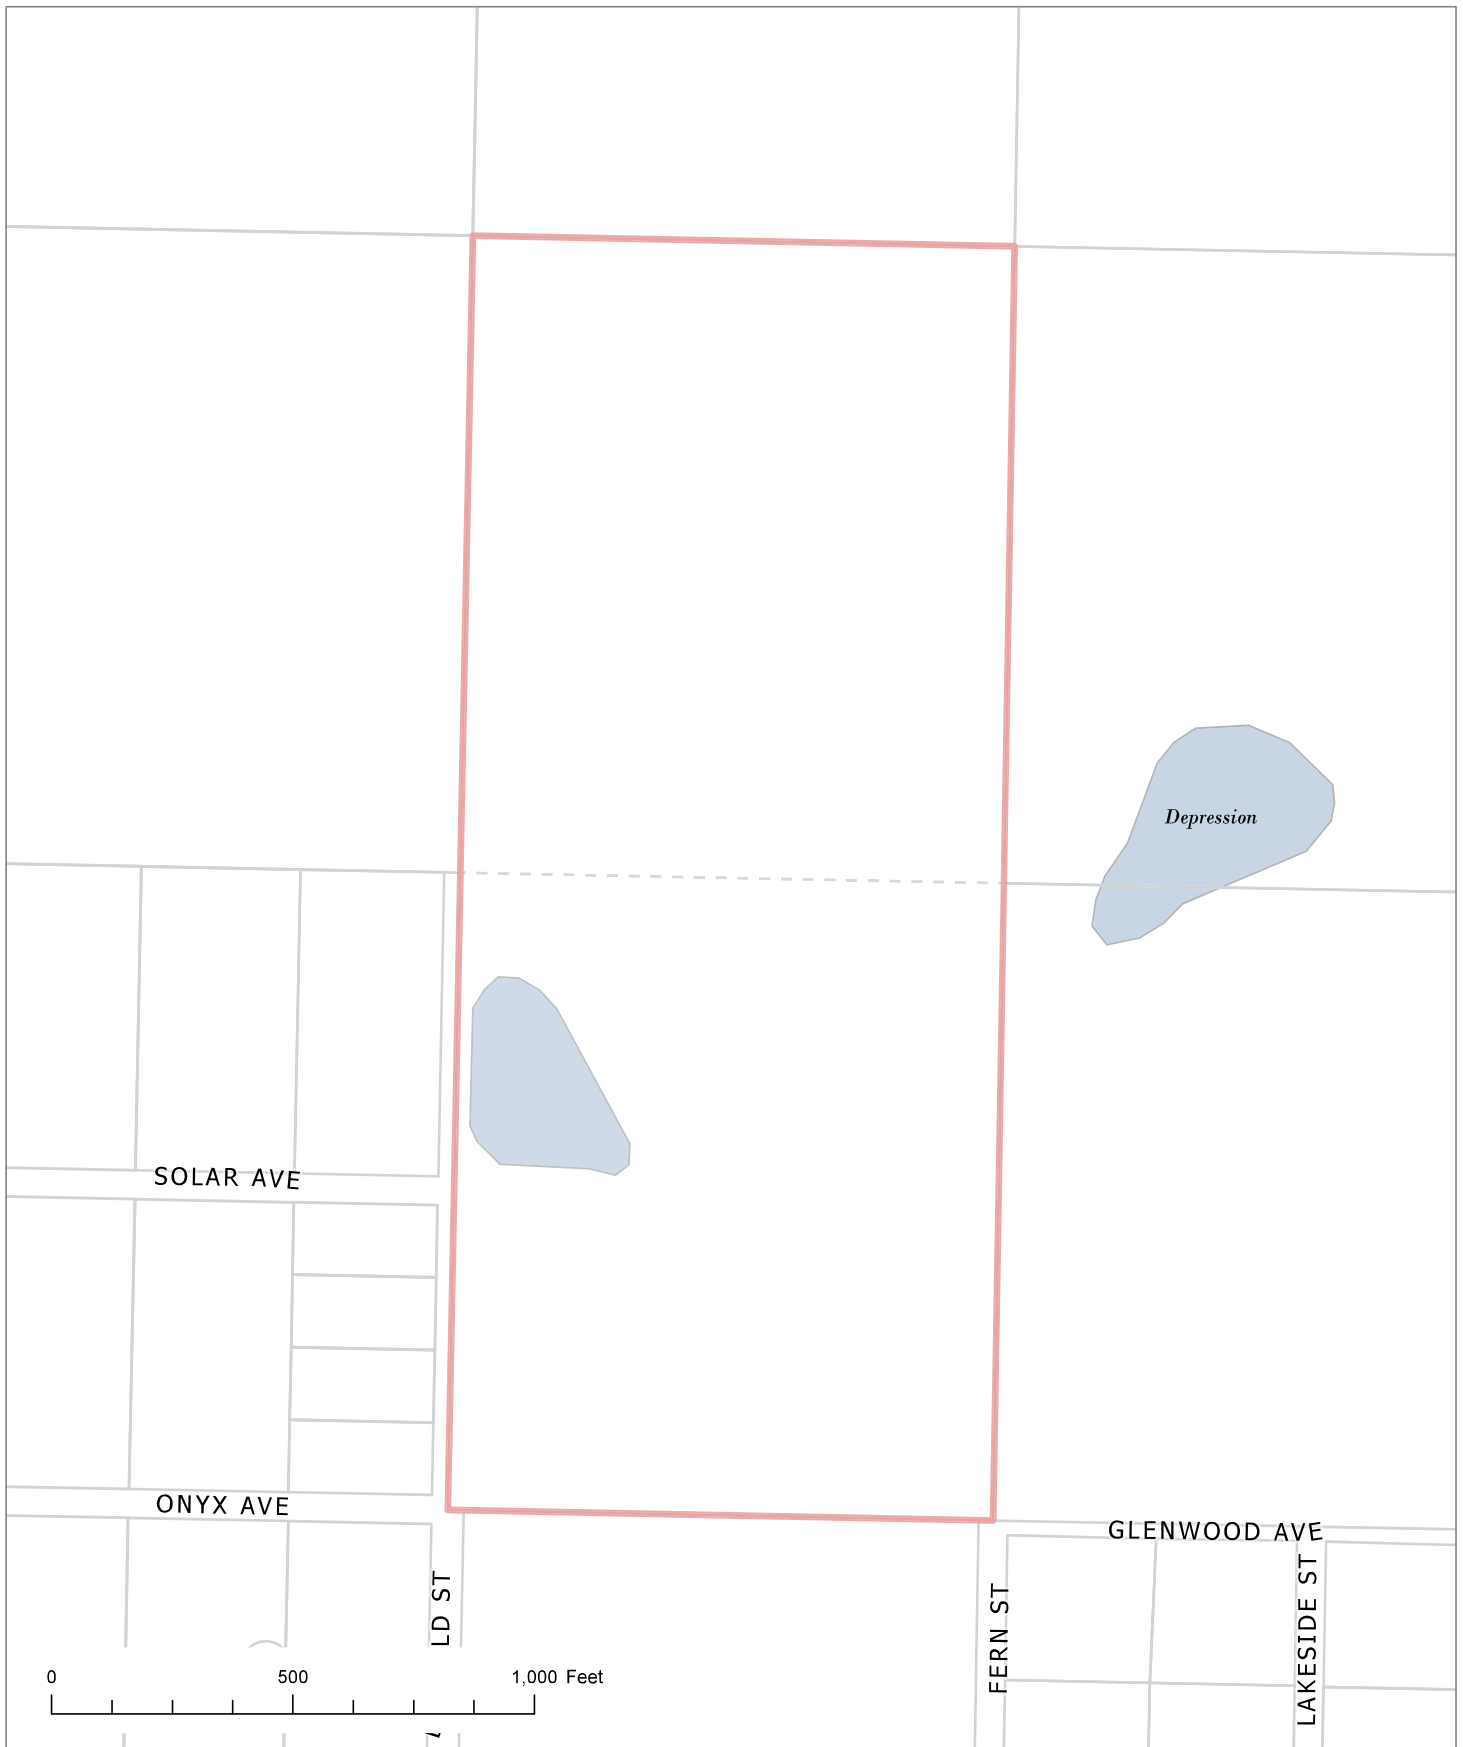 Depression
SOLAR AVE
ONYX AVE
GLENWOOD AVE
LD ST
FERN ST
LAKESIDE ST
0 500 1,000 Feet